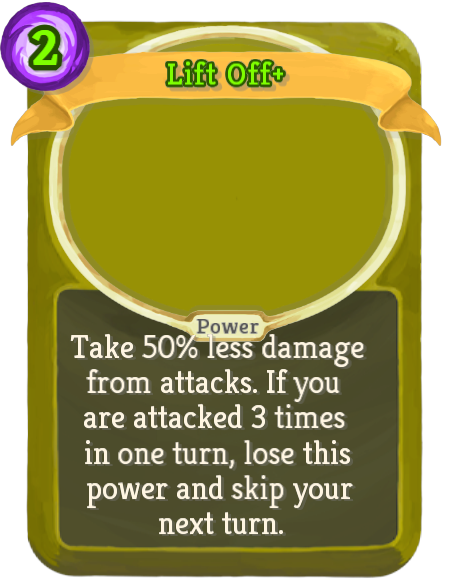 2
Lift Off+
Power
Take 50% less damage
from attacks. If you
are attacked 3 times
in one turn, lose this
power and skip your
next turn.